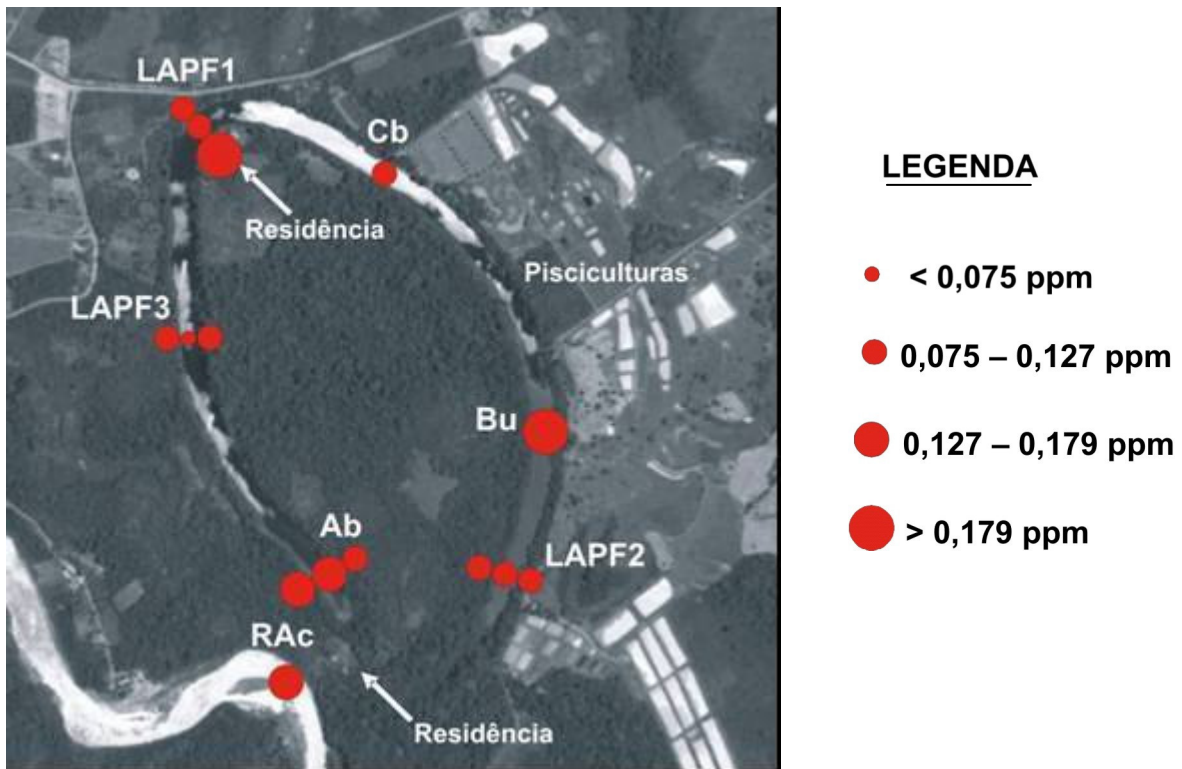 LAPF1
Cb
Residência
Pisciculturas
LAPF3
Bu
Ab
LAPF2
RAc
Residência
LEGENDA
< 0,075 ppm
0,075 – 0,127 ppm
0,127 – 0,179 ppm
> 0,179 ppm